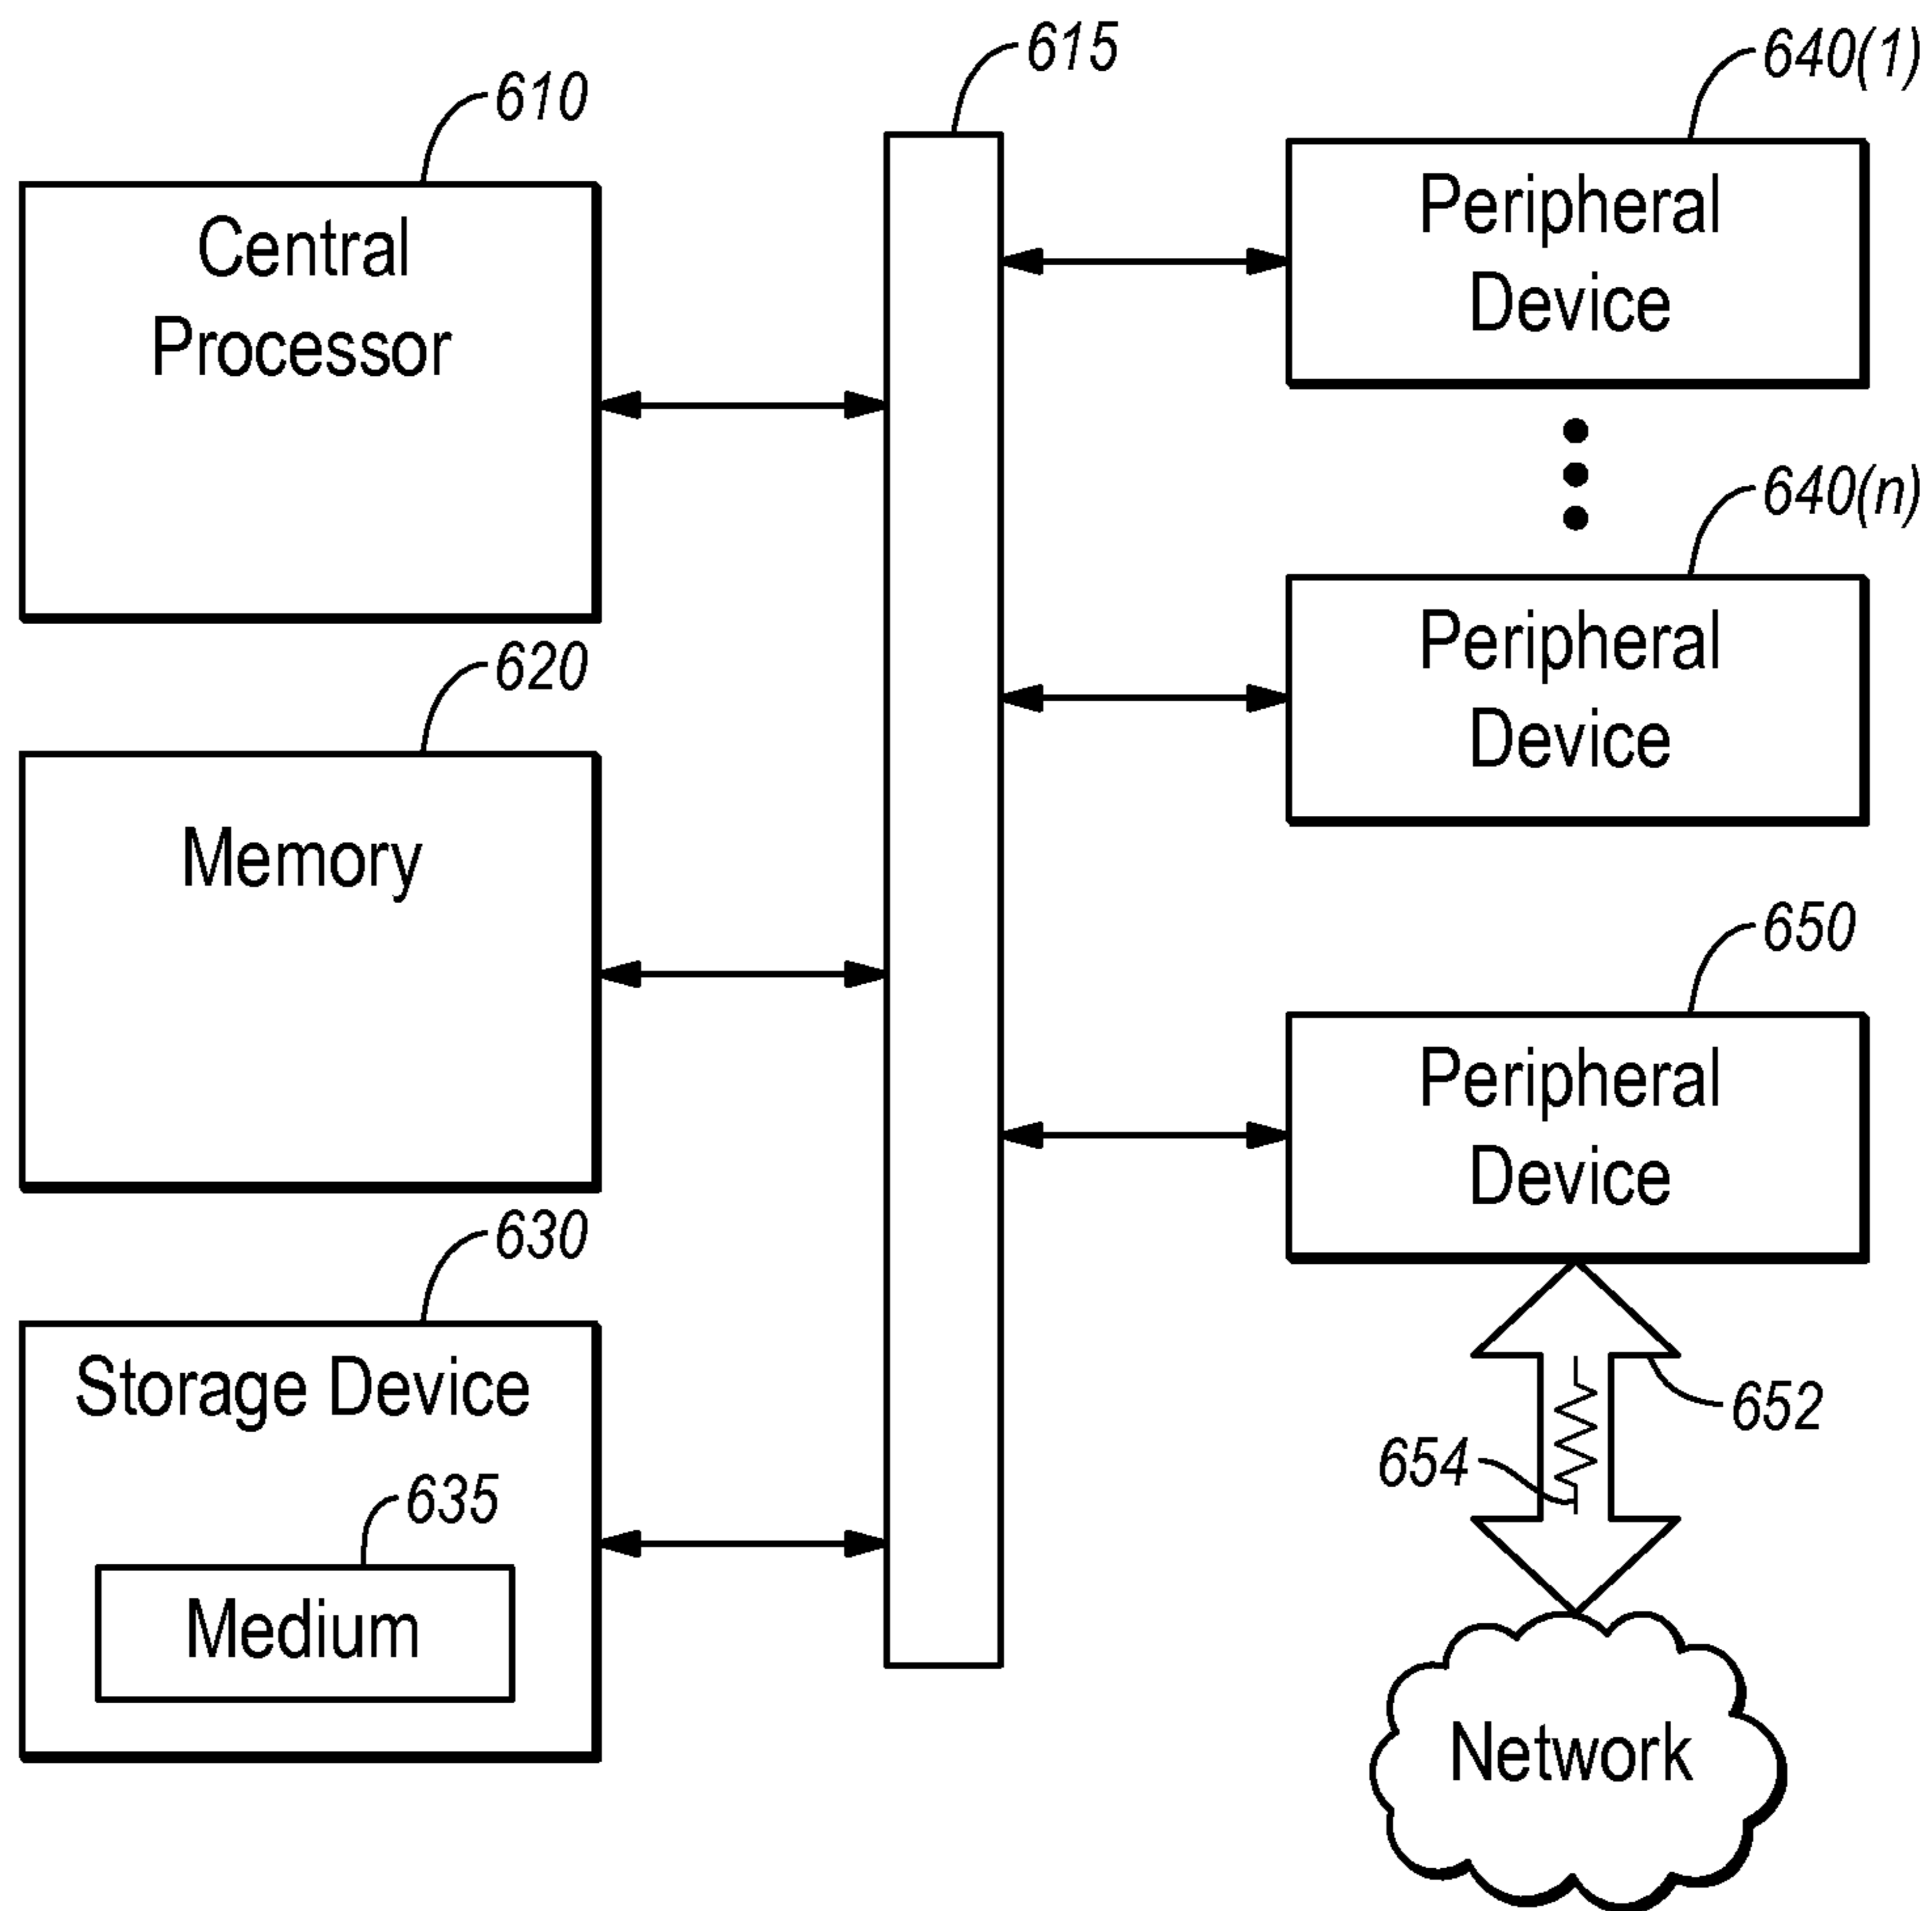 615
640(1)
610
Peripheral
Device
Central
Processor
640(n)
Peripheral
Device
620
Memory
650
Peripheral
Device
630
Storage Device
652
654
635
Medium
Network